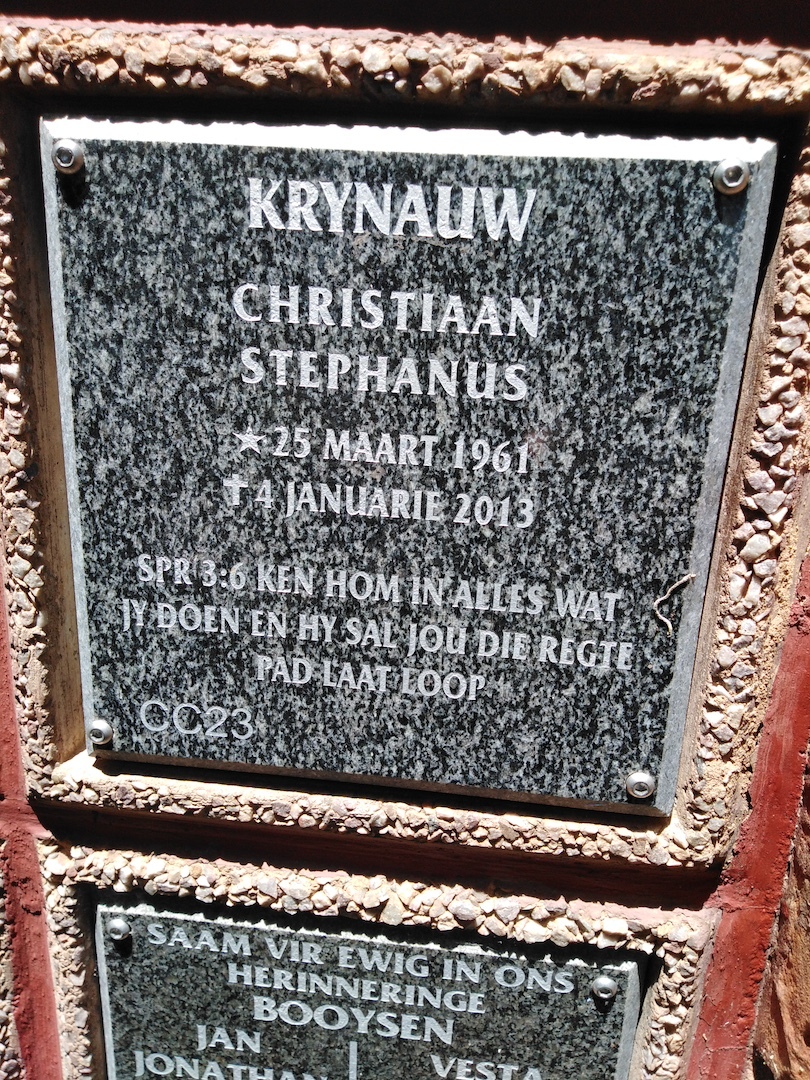 KRYNAUW
CHRISTIAAN
STEPHANUS
★ 25 MAART 1961
✝ 4 JANUARIE 2013
SPR 3:6 KEN HOM IN ALLES WAT
JY DOEN EN HY SAL JOU DIE REGTE
PAD LAAT LOOP
CC23
SAAM VIR EWIG IN ONS
HERINNERINGE
BOOYSEN
JAN
JONATHAN VESTA